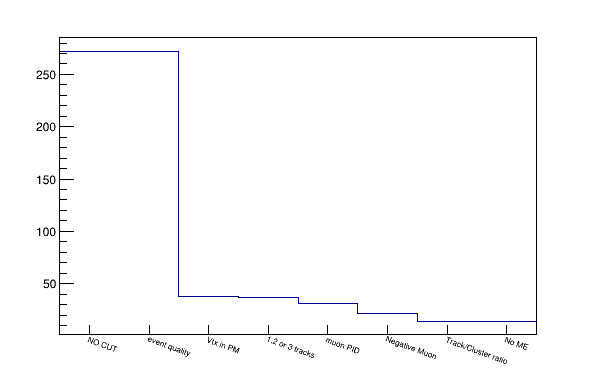 250
200
150
100
50
NO CUT
event quality
Vtx in PM
1,2 or 3 tracks
muon PID
Negative Muon
Track/Cluster ratio
No ME